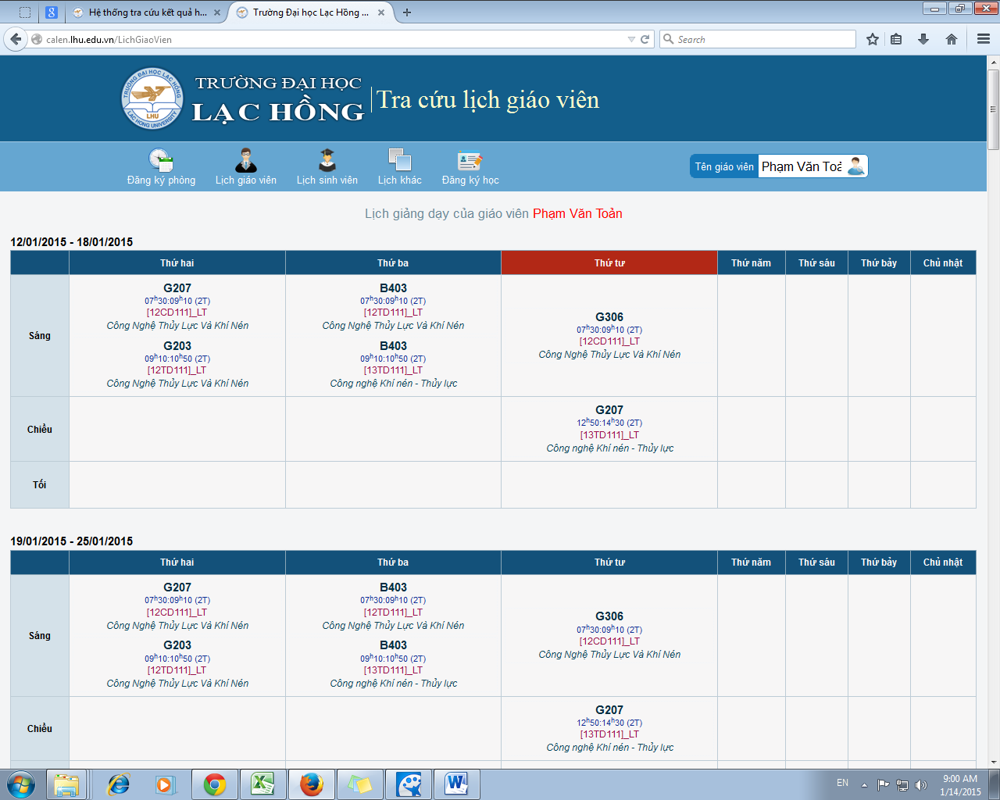 Hệ thống tra cứu kết quả h...
Trường Đại học Lạc Hồng ...
calen.lhu.edu.vn/LichGiaoVien
Search
TRƯỜNG ĐẠI HỌC LẠC HỒNG
LHU
LAC HONG UNIVERSITY
TRƯỜNG ĐẠI HỌC
LẠC HỒNG
Tra cứu lịch giáo viên
Đăng ký phòng
Lịch giáo viên
Lịch sinh viên
Lịch khác
Đăng ký học
Tên giáo viên
Phạm Văn Toả
Lịch giảng dạy của giáo viên Phạm Văn Toản
12/01/2015 - 18/01/2015
Thứ hai Thứ ba Thứ tư Thứ năm Thứ sáu Thứ bảy Chủ nhật
Sáng
G207
07h30:09h10 (2T)
[12CD111]_LT
Công Nghệ Thủy Lực Và Khí Nén
G203
09h10:10h50 (2T)
[12TD111]_LT
Công Nghệ Thủy Lực Và Khí Nén
B403
07h30:09h10 (2T)
[12TD111]_LT
Công Nghệ Thủy Lực Và Khí Nén
B403
09h10:10h50 (2T)
[13TD111]_LT
Công nghệ Khí nén - Thủy lực
G306
07h30:09h10 (2T)
[12CD111]_LT
Công Nghệ Thủy Lực Và Khí Nén
Chiều
G207
12h50:14h30 (2T)
[13TD111]_LT
Công nghệ Khí nén - Thủy lực
Tối
19/01/2015 - 25/01/2015
Thứ hai Thứ ba Thứ tư Thứ năm Thứ sáu Thứ bảy Chủ nhật
Sáng
G207
07h30:09h10 (2T)
[12CD111]_LT
Công Nghệ Thủy Lực Và Khí Nén
G203
09h10:10h50 (2T)
[12TD111]_LT
Công Nghệ Thủy Lực Và Khí Nén
B403
07h30:09h10 (2T)
[12TD111]_LT
Công Nghệ Thủy Lực Và Khí Nén
B403
09h10:10h50 (2T)
[13TD111]_LT
Công nghệ Khí nén - Thủy lực
G306
07h30:09h10 (2T)
[12CD111]_LT
Công Nghệ Thủy Lực Và Khí Nén
Chiều
G207
12h50:14h30 (2T)
[13TD111]_LT
Công nghệ Khí nén - Thủy lực
EN
9:00 AM
1/14/2015